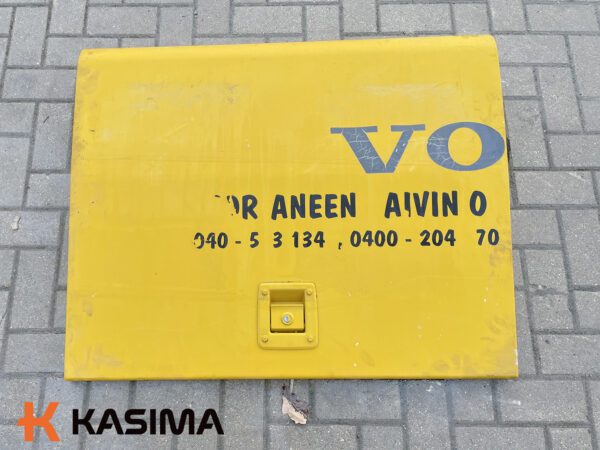 VO
OR ANEEN AIVIN O
040 - 5 3 134 , 0400 - 204 70
KASIMA